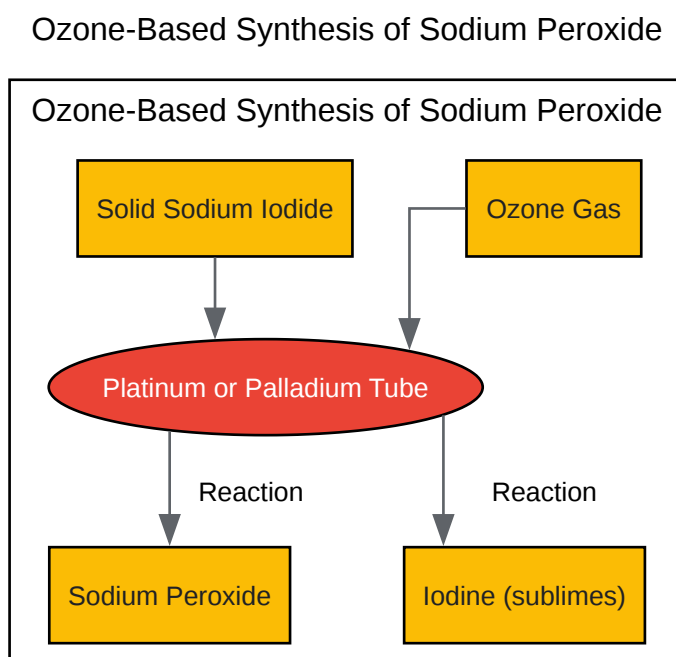 Ozone-Based Synthesis of Sodium Peroxide
Ozone-Based Synthesis of Sodium Peroxide
Solid Sodium Iodide
Ozone Gas
Platinum or Palladium Tube
Reaction
Reaction
Sodium Peroxide
Iodine (sublimes)